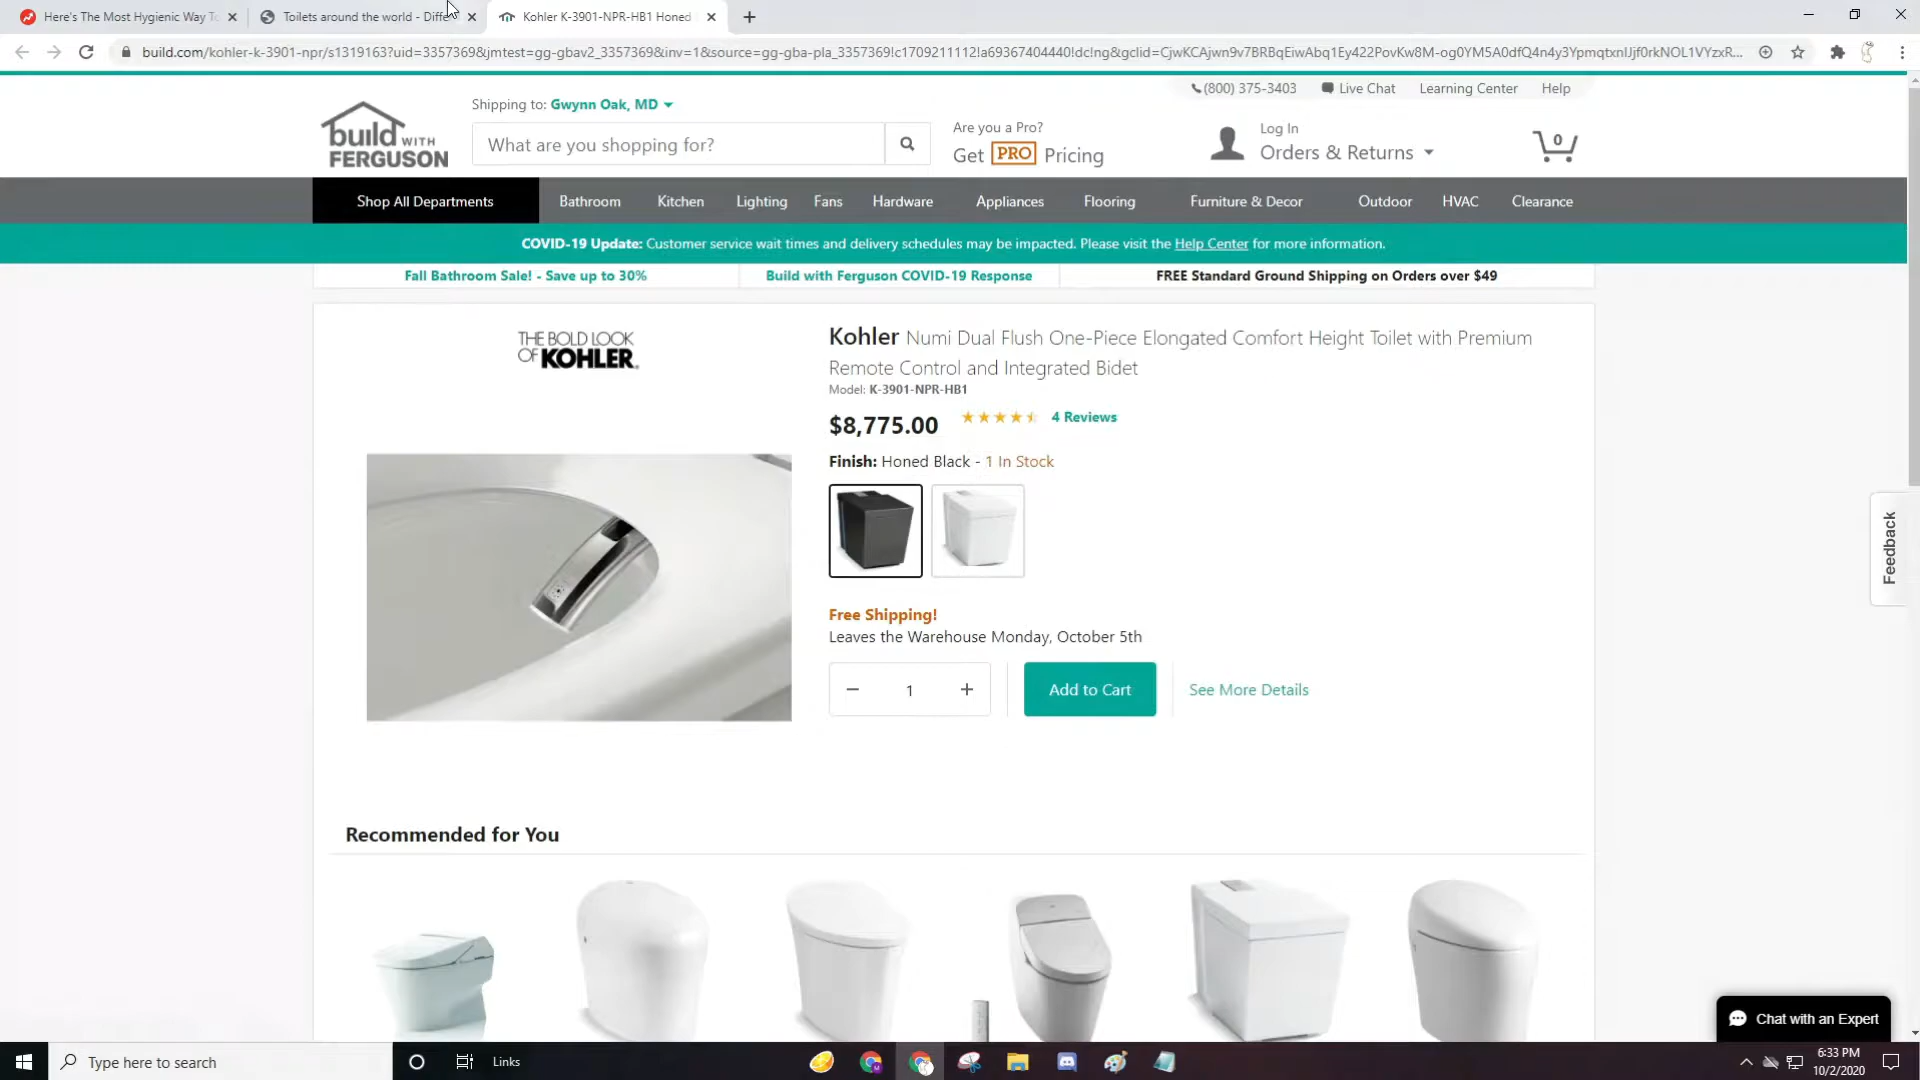 Here's The Most Hygienic Way To
Toilets around the world - Diffe
Kohler K-3901-NPR-HB1 Honed
build.com/kohler-k-3901-npr/s1319163?uid=3357369&jmtest=gg-gbav2_3357369&inv=1&source=gg-gba-pla_3357369!c1709211112!a69367404440!dc!ng&gclid=
(800) 375-3403
Live Chat
Learning Center
Help
Shipping to: Gwynn Oak, MD
build WITH FERGUSON
What are you shopping for?
Are you a Pro?
Get PRO Pricing
Log In
Orders & Returns
0
Shop All Departments
Bathroom
Kitchen
Lighting
Fans
Hardware
Appliances
Flooring
Furniture & Decor
Outdoor
HVAC
Clearance
COVID-19 Update: Customer service wait times and delivery schedules may be impacted. Please visit the Help Center for more information.
Fall Bathroom Sale! - Save up to 30%
Build with Ferguson COVID-19 Response
FREE Standard Ground Shipping on Orders over $49
THE BOLD LOOK
OF KOHLER.
Kohler Numi Dual Flush One-Piece Elongated Comfort Height Toilet with Premium
Remote Control and Integrated Bidet
Model: K-3901-NPR-HB1
$8,775.00
4 Reviews
Finish: Honed Black - 1 In Stock
Free Shipping!
Leaves the Warehouse Monday, October 5th
1
Add to Cart
See More Details
Feedback
Recommended for You
Chat with an Expert
Type here to search
Links
6:33 PM
10/2/2020